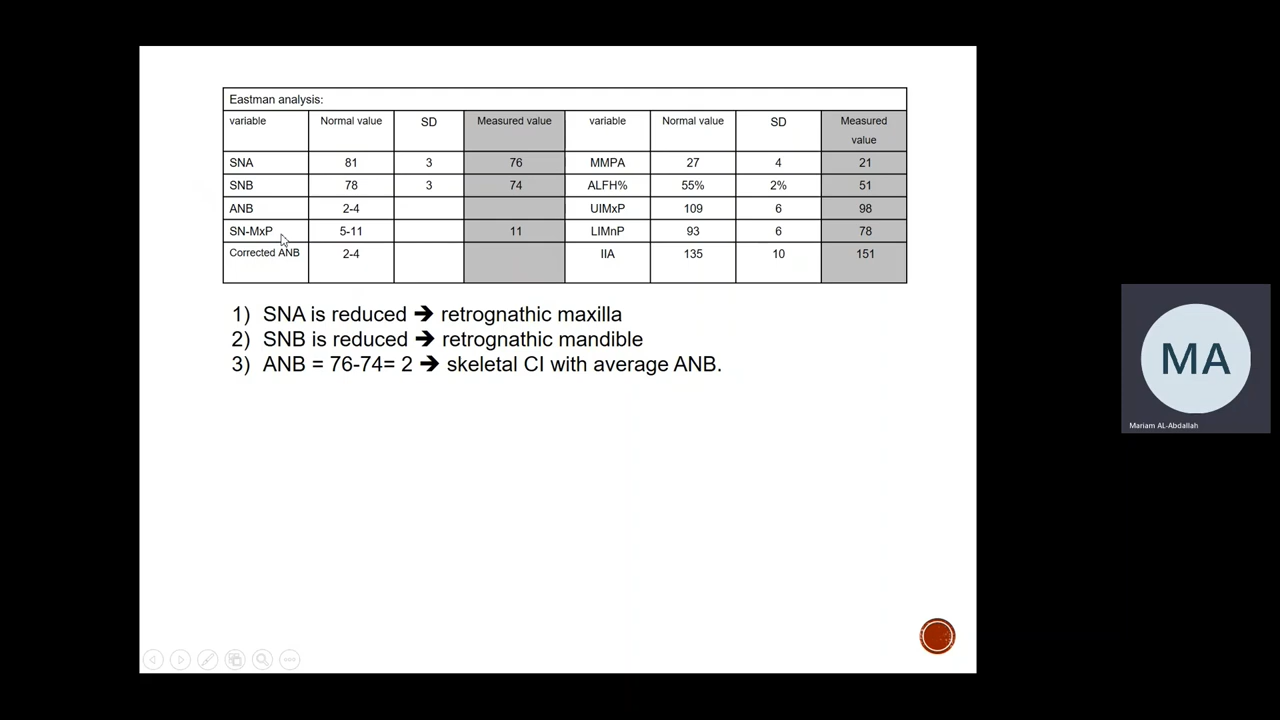 Eastman analysis:
variable Normal value SD Measured value variable Normal value SD Measured value
SNA 81 3 76 MMPA 27 4 21
SNB 78 3 74 ALFH% 55% 2% 51
ANB 2-4 UIMxP 109 6 98
SN-MxP 5-11 11 LIMnP 93 6 78
Corrected ANB 2-4 IIA 135 10 151
1) SNA is reduced ➔ retrognathic maxilla
2) SNB is reduced ➔ retrognathic mandible
3) ANB = 76-74= 2 ➔ skeletal CI with average ANB.
MA
Mariam AL-Abdallah